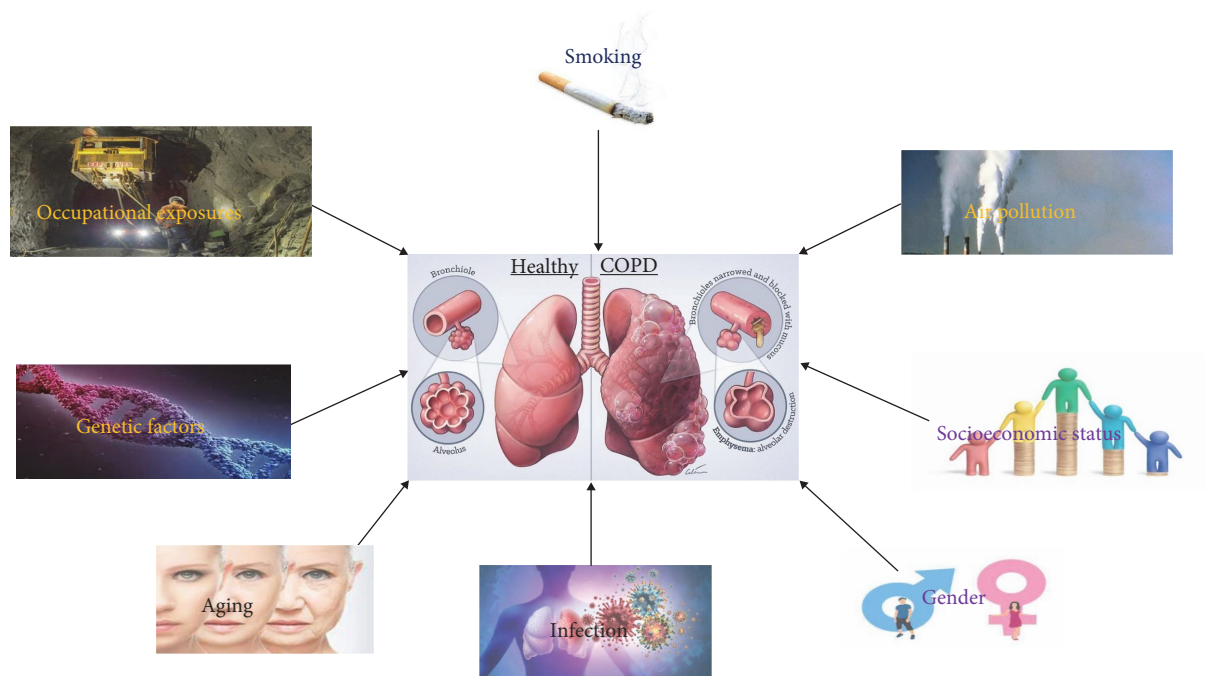 Smoking
Occupational exposures
Air pollution
Healthy
COPD
Bronchiole
Bronchioles narrowed and blocked with mucous
Alveolus
Emphysema: alveolar destruction
Genetic factors
Socioeconomic status
Aging
Infection
Gender